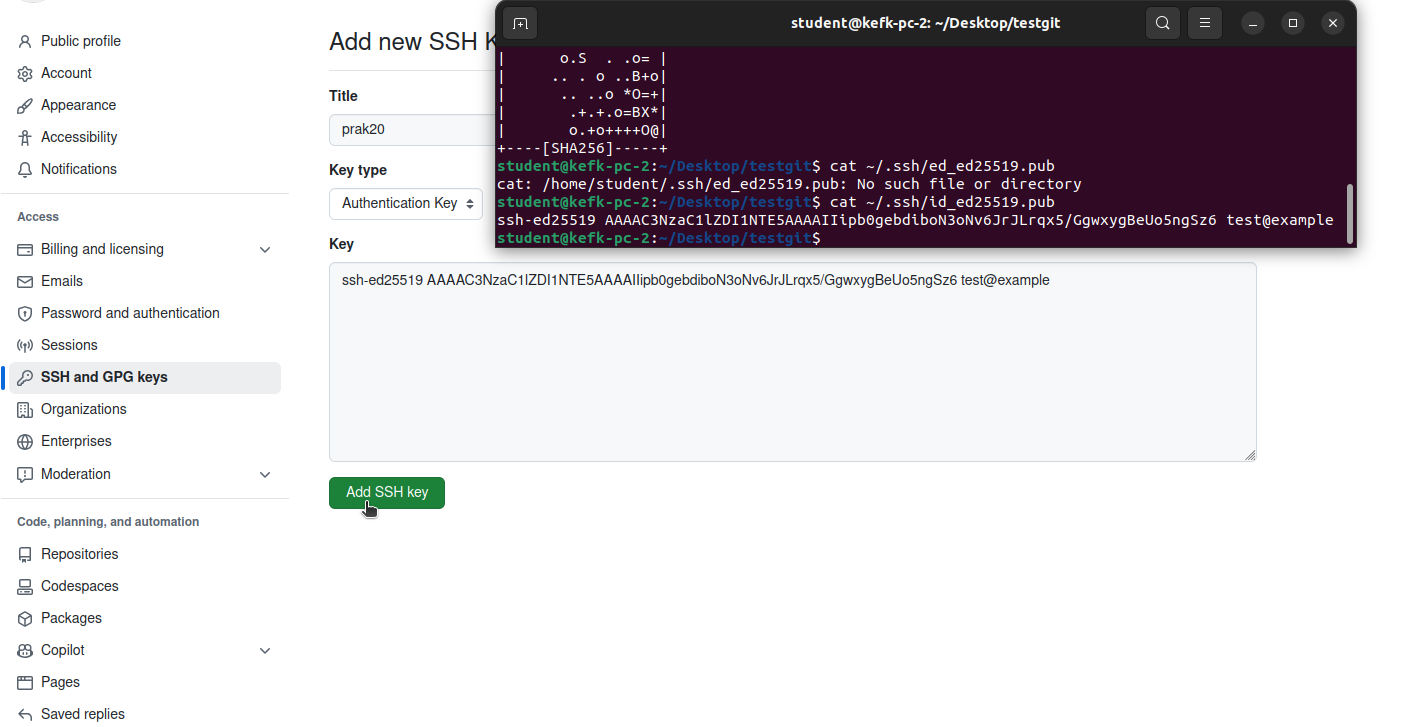 Public profile
Account
Appearance
Accessibility
Notifications
Access
Billing and licensing
Emails
Password and authentication
Sessions
SSH and GPG keys
Organizations
Enterprises
Moderation
Code, planning, and automation
Repositories
Codespaces
Packages
Copilot
Pages
Saved replies
Add new SSH K
Title
prak20
Key type
Authentication Key
Key
ssh-ed25519 AAAAC3NzaC1lZDI1NTE5AAAAIIipb0gebdiboN3oNv6JrJLrqx5/GgwxygBeUo5ngSz6 test@example
Add SSH key
student@kefk-pc-2: ~/Desktop/testgit
|      o.S  . .o= |
|     .. . o ..B+o|
|      .. ..o *O=+|
|       .+.+.o=BX*|
|       o.+o++++O@|
+----[SHA256]-----+
student@kefk-pc-2:~/Desktop/testgit$ cat ~/.ssh/ed_ed25519.pub
cat: /home/student/.ssh/ed_ed25519.pub: No such file or directory
student@kefk-pc-2:~/Desktop/testgit$ cat ~/.ssh/id_ed25519.pub
ssh-ed25519 AAAAC3NzaC1lZDI1NTE5AAAAIIipb0gebdiboN3oNv6JrJLrqx5/GgwxygBeUo5ngSz6 test@example
student@kefk-pc-2:~/Desktop/testgit$